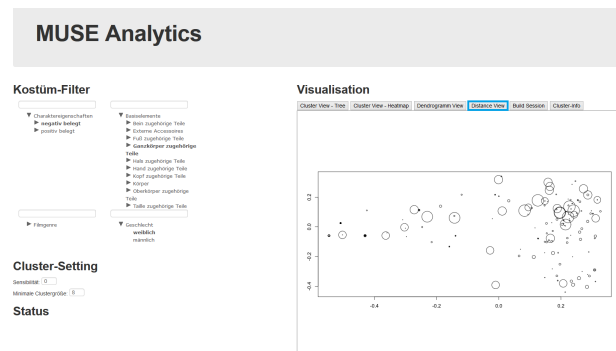 MUSE Analytics
Kostüm-Filter
Charaktereigenschaften
negativ belegt
positiv belegt
Basiselemente
Bein zugehörige Teile
Externe Accessoires
Fuß zugehörige Teile
Ganzkörper zugehörige
Teile
Hals zugehörige Teile
Hand zugehörige Teile
Kopf zugehörige Teile
Körper
Oberkörper zugehörige
Teile
Taille zugehörige Teile
Filmgenre
Geschlecht
weiblich
männlich
Cluster-Setting
Sensibilität: 0
Minimale Clustergröße: 8
Status
Visualisation
Cluster View - Tree Cluster View - Heatmap Dendrogramm View Distance View Build Session Cluster-Info
0.2
0.0
-0.2
-0.4
-0.4 -0.2 0.0 0.2